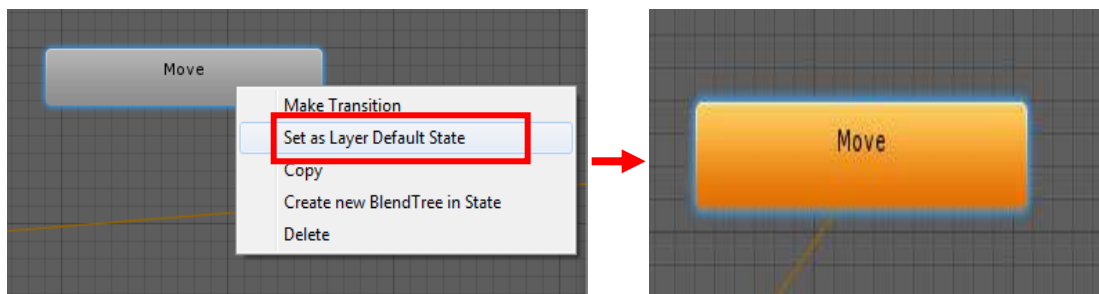 Move
Make Transition
Set as Layer Default State
Copy
Create new BlendTree in State
Delete
Move